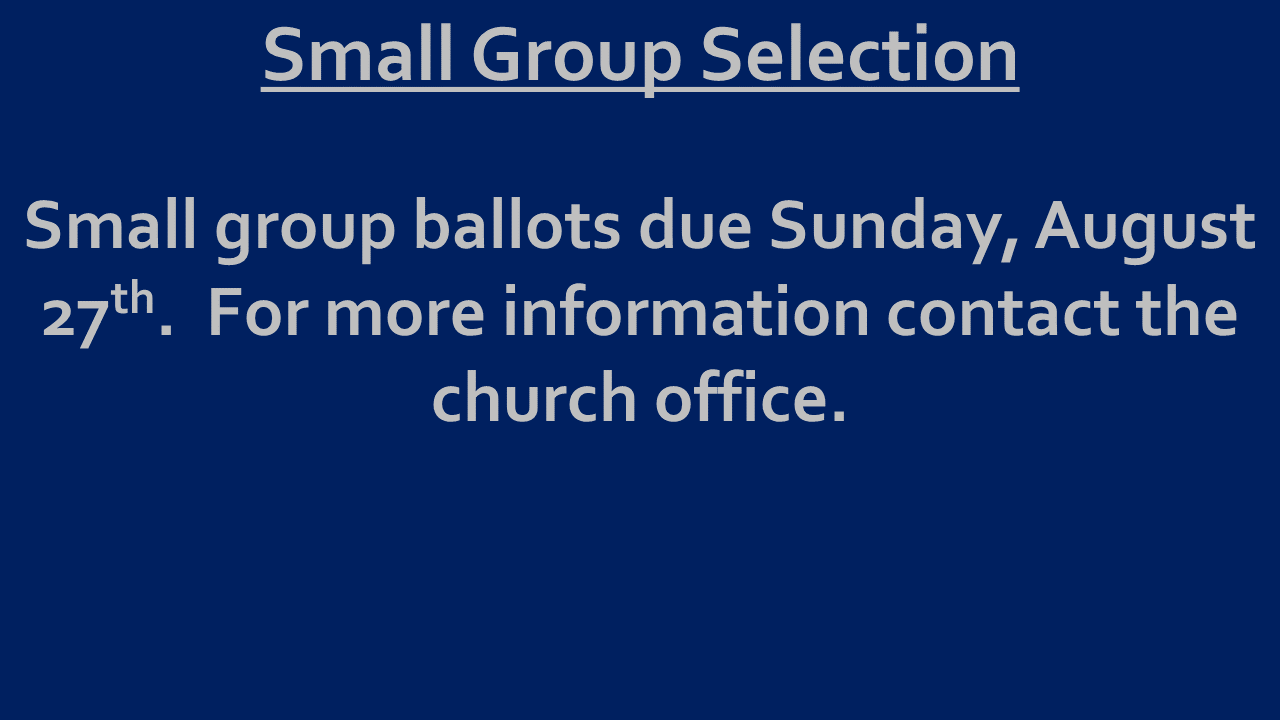 Small Group Selection
Small group ballots due Sunday, August
27th.  For more information contact the
church office.